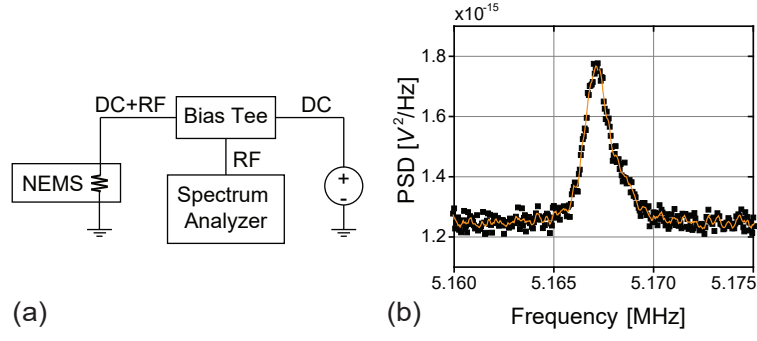 DC+RF
Bias Tee
DC
RF
NEMS
Spectrum
Analyzer
+
-
(a)
x10⁻¹⁵
1.8
1.6
1.4
1.2
PSD [V²/Hz]
5.160
5.165
5.170
5.175
Frequency [MHz]
(b)